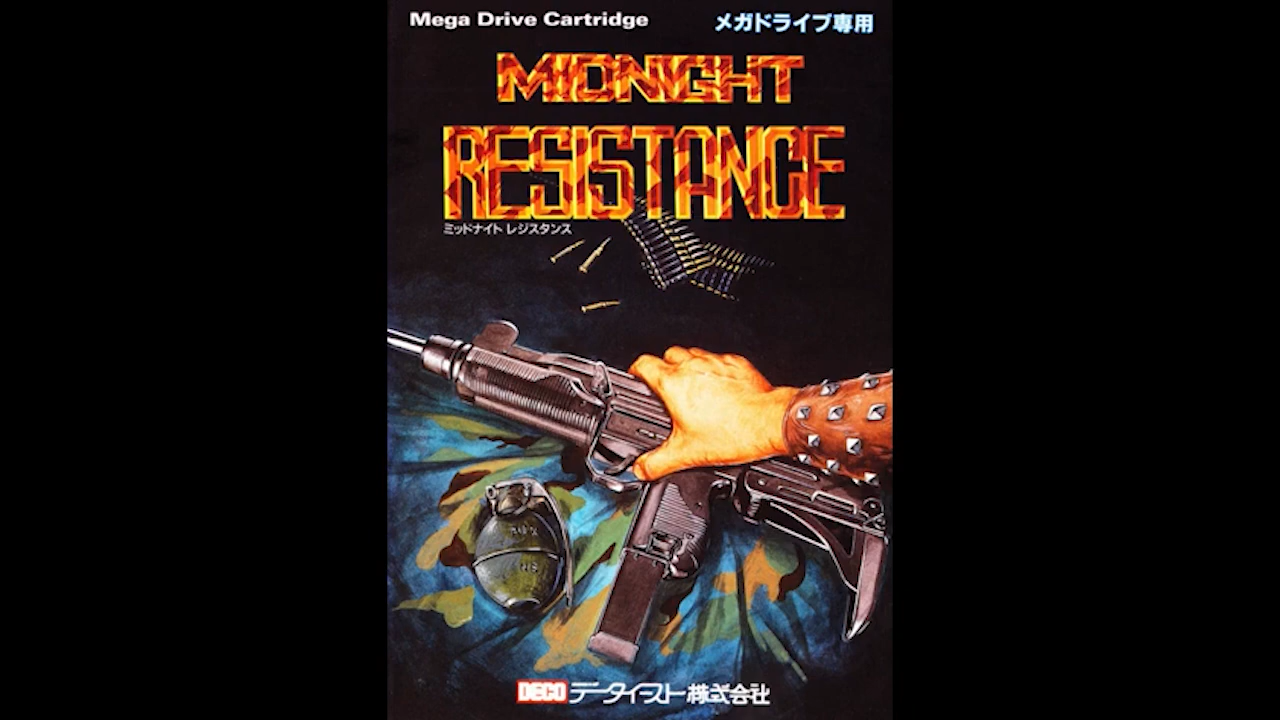 Mega Drive Cartridge
メガドライブ専用
MIDNIGHT
RESISTANCE
ミッドナイト レジスタンス
DECO データイースト株式会社